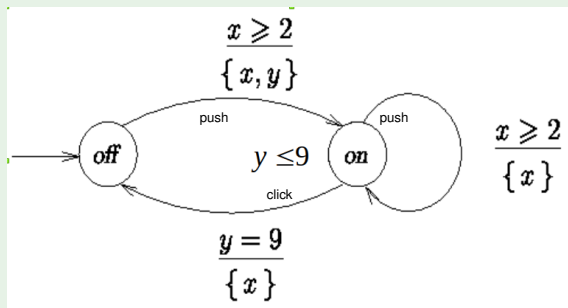 x ⩾ 2
{ x, y }
push
push
off
y ≤9
on
x ⩾ 2
{ x }
click
y = 9
{ x }